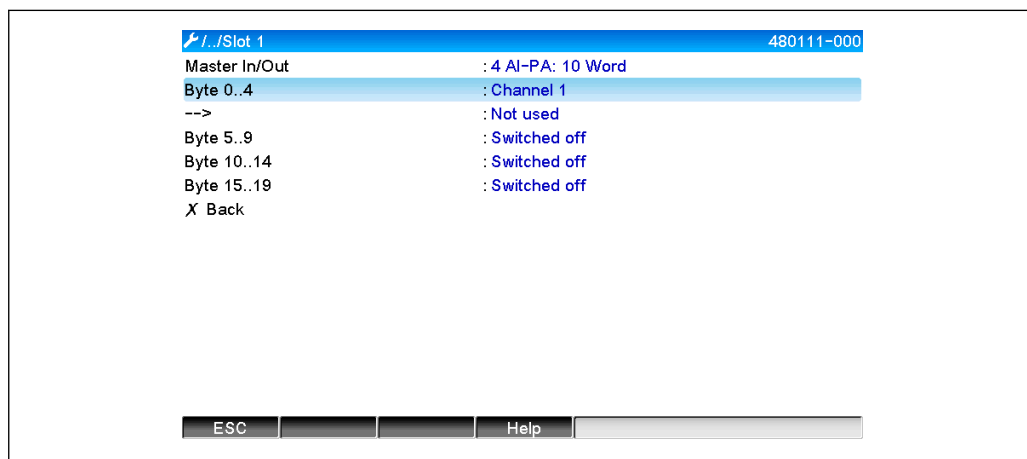 /../Slot 1 480111-000
Master In/Out : 4 AI-PA: 10 Word
Byte 0..4 : Channel 1
--> : Not used
Byte 5..9 : Switched off
Byte 10..14 : Switched off
Byte 15..19 : Switched off
X Back
ESC Help